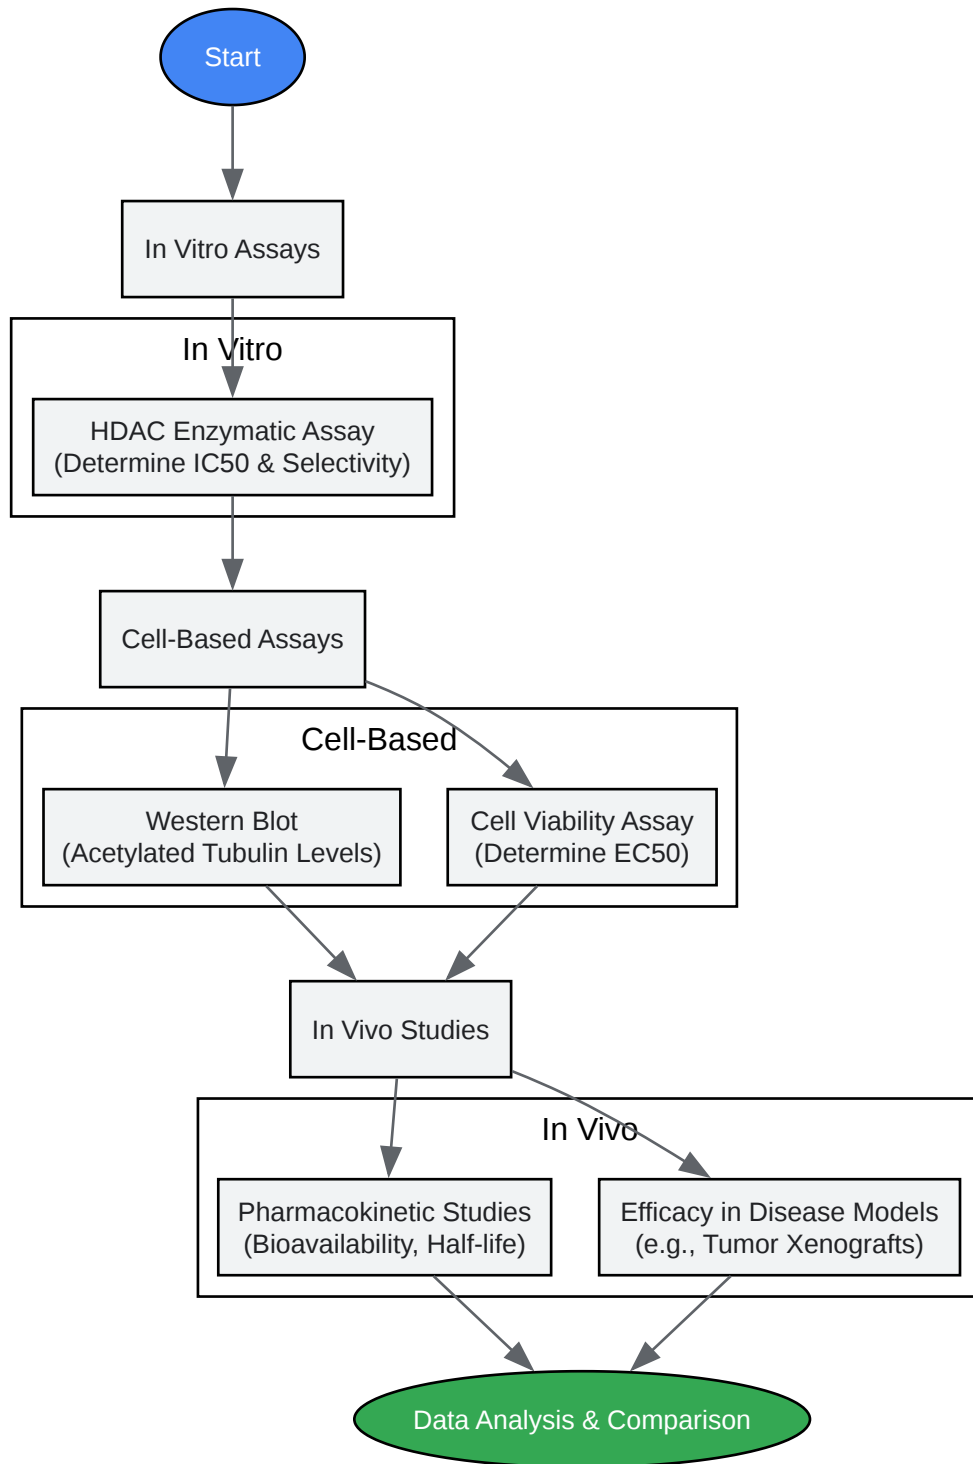 Start
In Vitro Assays
In Vitro
HDAC Enzymatic Assay
(Determine IC50 & Selectivity)
Cell-Based Assays
Cell-Based
Western Blot
(Acetylated Tubulin Levels)
Cell Viability Assay
(Determine EC50)
In Vivo Studies
In Vivo
Pharmacokinetic Studies
(Bioavailability, Half-life)
Efficacy in Disease Models
(e.g., Tumor Xenografts)
Data Analysis & Comparison